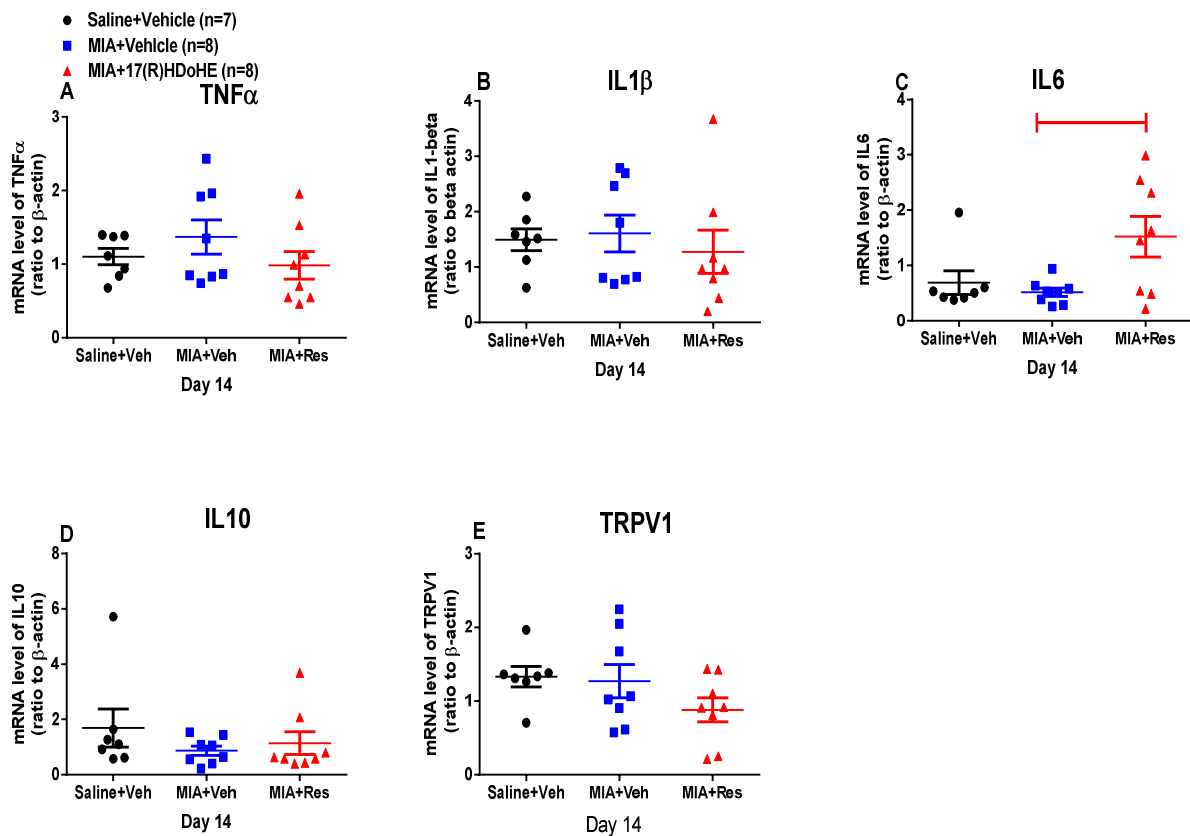 Saline+Vehicle (n=7)
MIA+Vehlcle (n=8)
MIA+17(R)HDoHE (n=8)
A
TNFα
mRNA level of TNFα
(ratio to β-actin)
3
2
1
0
Saline+Veh
MIA+Veh
MIA+Res
Day 14
B
IL1β
mRNA level of IL1-beta
(ratio to beta actin)
4
3
2
1
0
Saline+Veh
MIA+Veh
MIA+Res
Day 14
C
IL6
mRNA level of IL6
(ratio to β-actin)
4
3
2
1
0
Saline+Veh
MIA+Veh
MIA+Res
Day 14
D
IL10
mRNA level of IL10
(ratio to β-actin)
8
6
4
2
0
Saline+Veh
MIA+Veh
MIA+Res
Day 14
E
TRPV1
mRNA level of TRPV1
(ratio to β-actin)
3
2
1
0
Saline+Veh
MIA+Veh
MIA+Res
Day 14